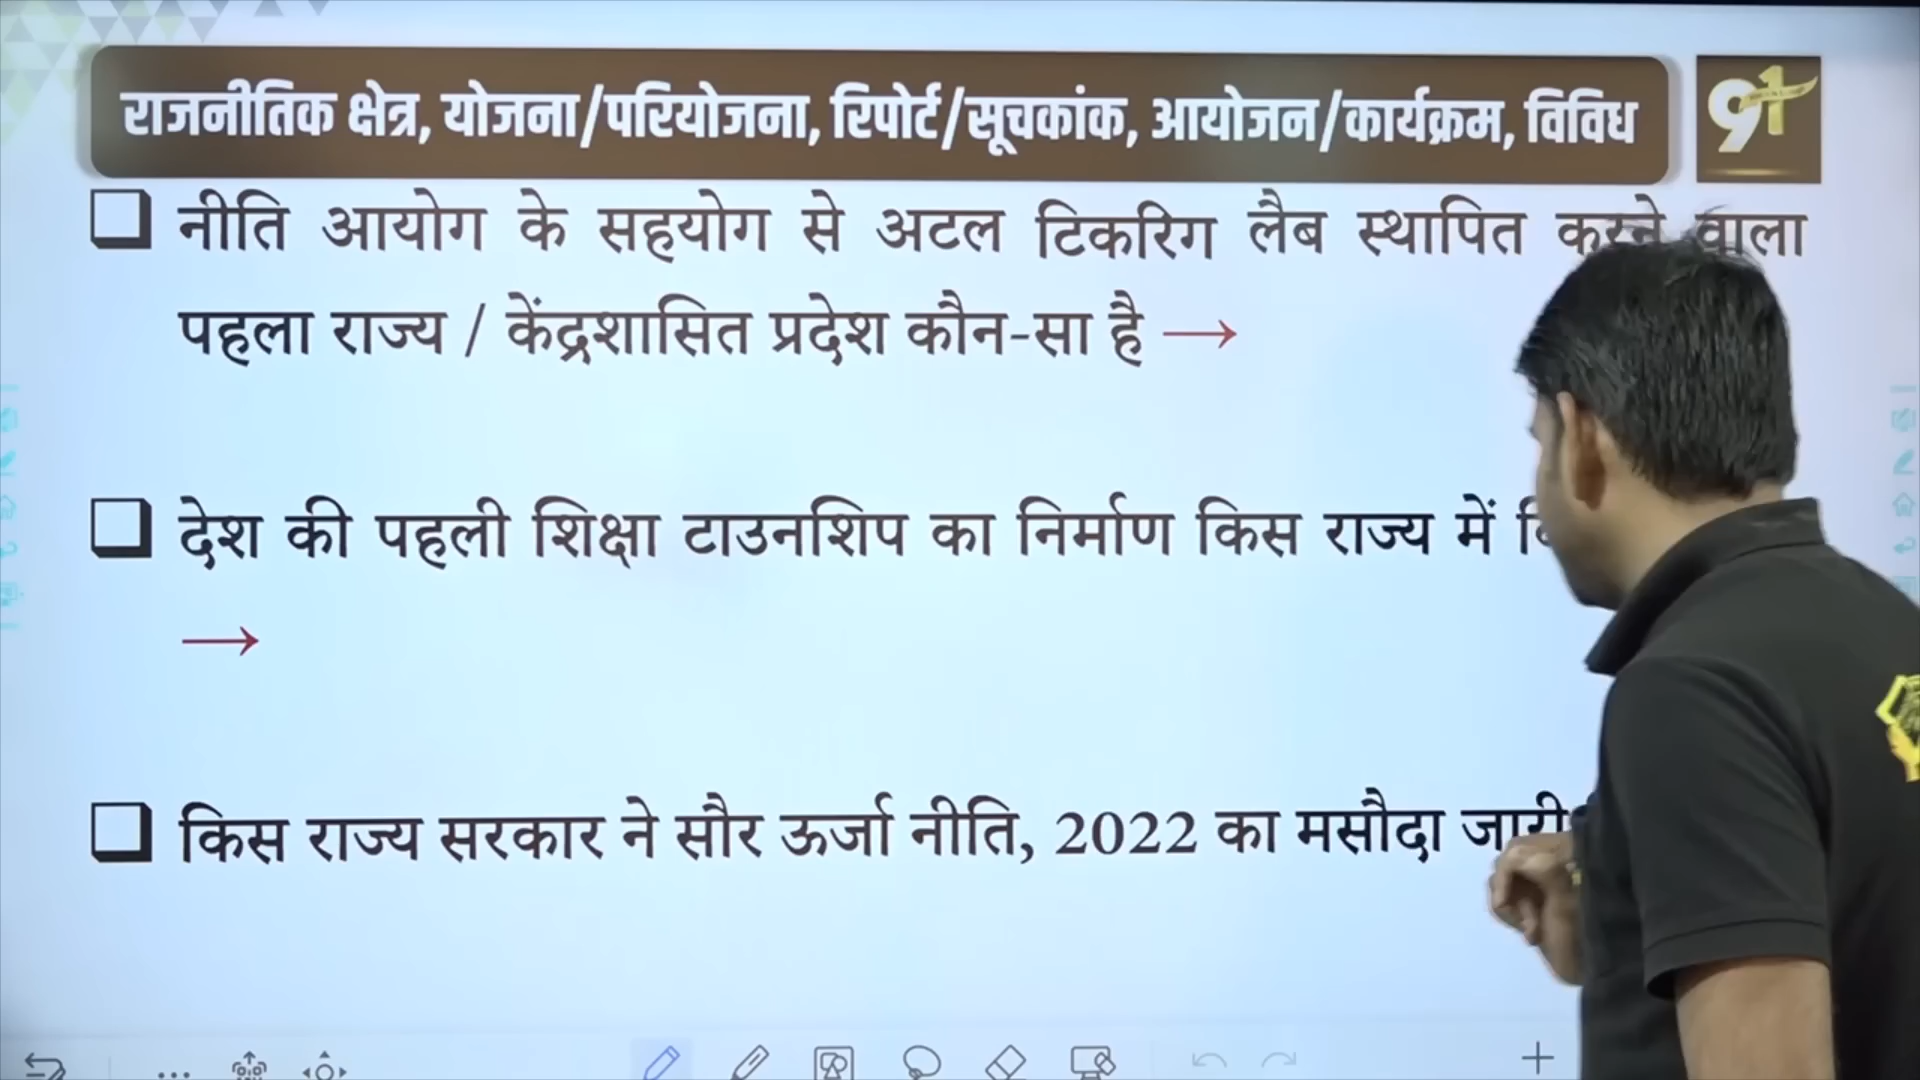 राजनीतिक क्षेत्र, योजना/परियोजना, रिपोर्ट/सूचकांक, आयोजन/कार्यक्रम, विविध
नीति आयोग के सहयोग से अटल टिकरिग लैब स्थापित करने वाला
पहला राज्य / केंद्रशासित प्रदेश कौन-सा है →
देश की पहली शिक्षा टाउनशिप का निर्माण किस राज्य में
→
किस राज्य सरकार ने सौर ऊर्जा नीति, 2022 का मसौदा जारी